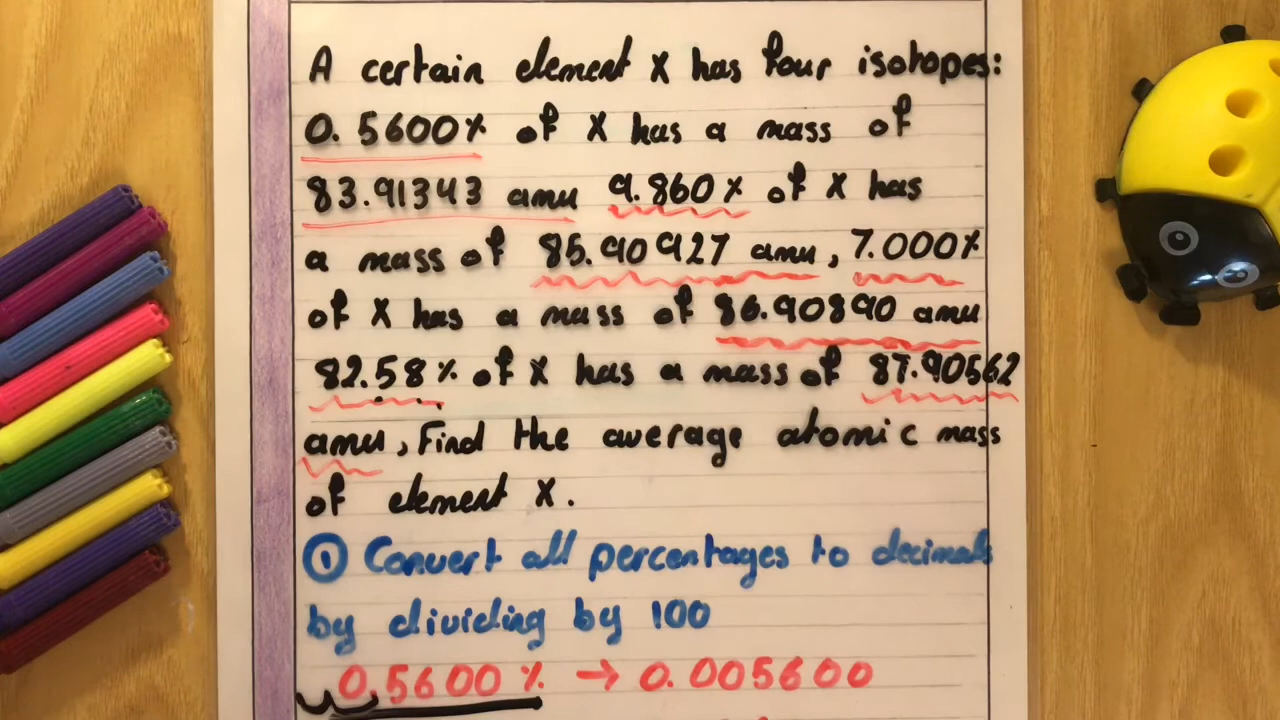 A certain element X has four isotopes:
0.5600% of X has a mass of
83.91343 amu 9.860% of X has
a mass of 85.90927 amu, 7.000%
of X has a mass of 86.90890 amu
82.58% of X has a mass of 87.90562
amu, Find the average atomic mass
of element X.
① Convert all percentages to decimals
by dividing by 100
0.5600% → 0.005600